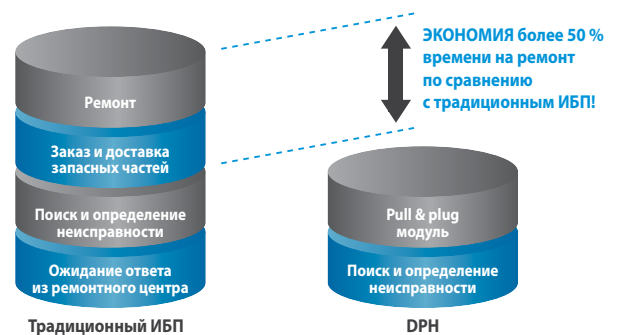 ЭКОНОМИЯ более 50 %
времени на ремонт
по сравнению
с традиционным ИБП!
Ремонт
Заказ и доставка
запасных частей
Поиск и определение
неисправности
Ожидание ответа
из ремонтного центра
Традиционный ИБП
Pull & plug
модуль
Поиск и определение
неисправности
DPH